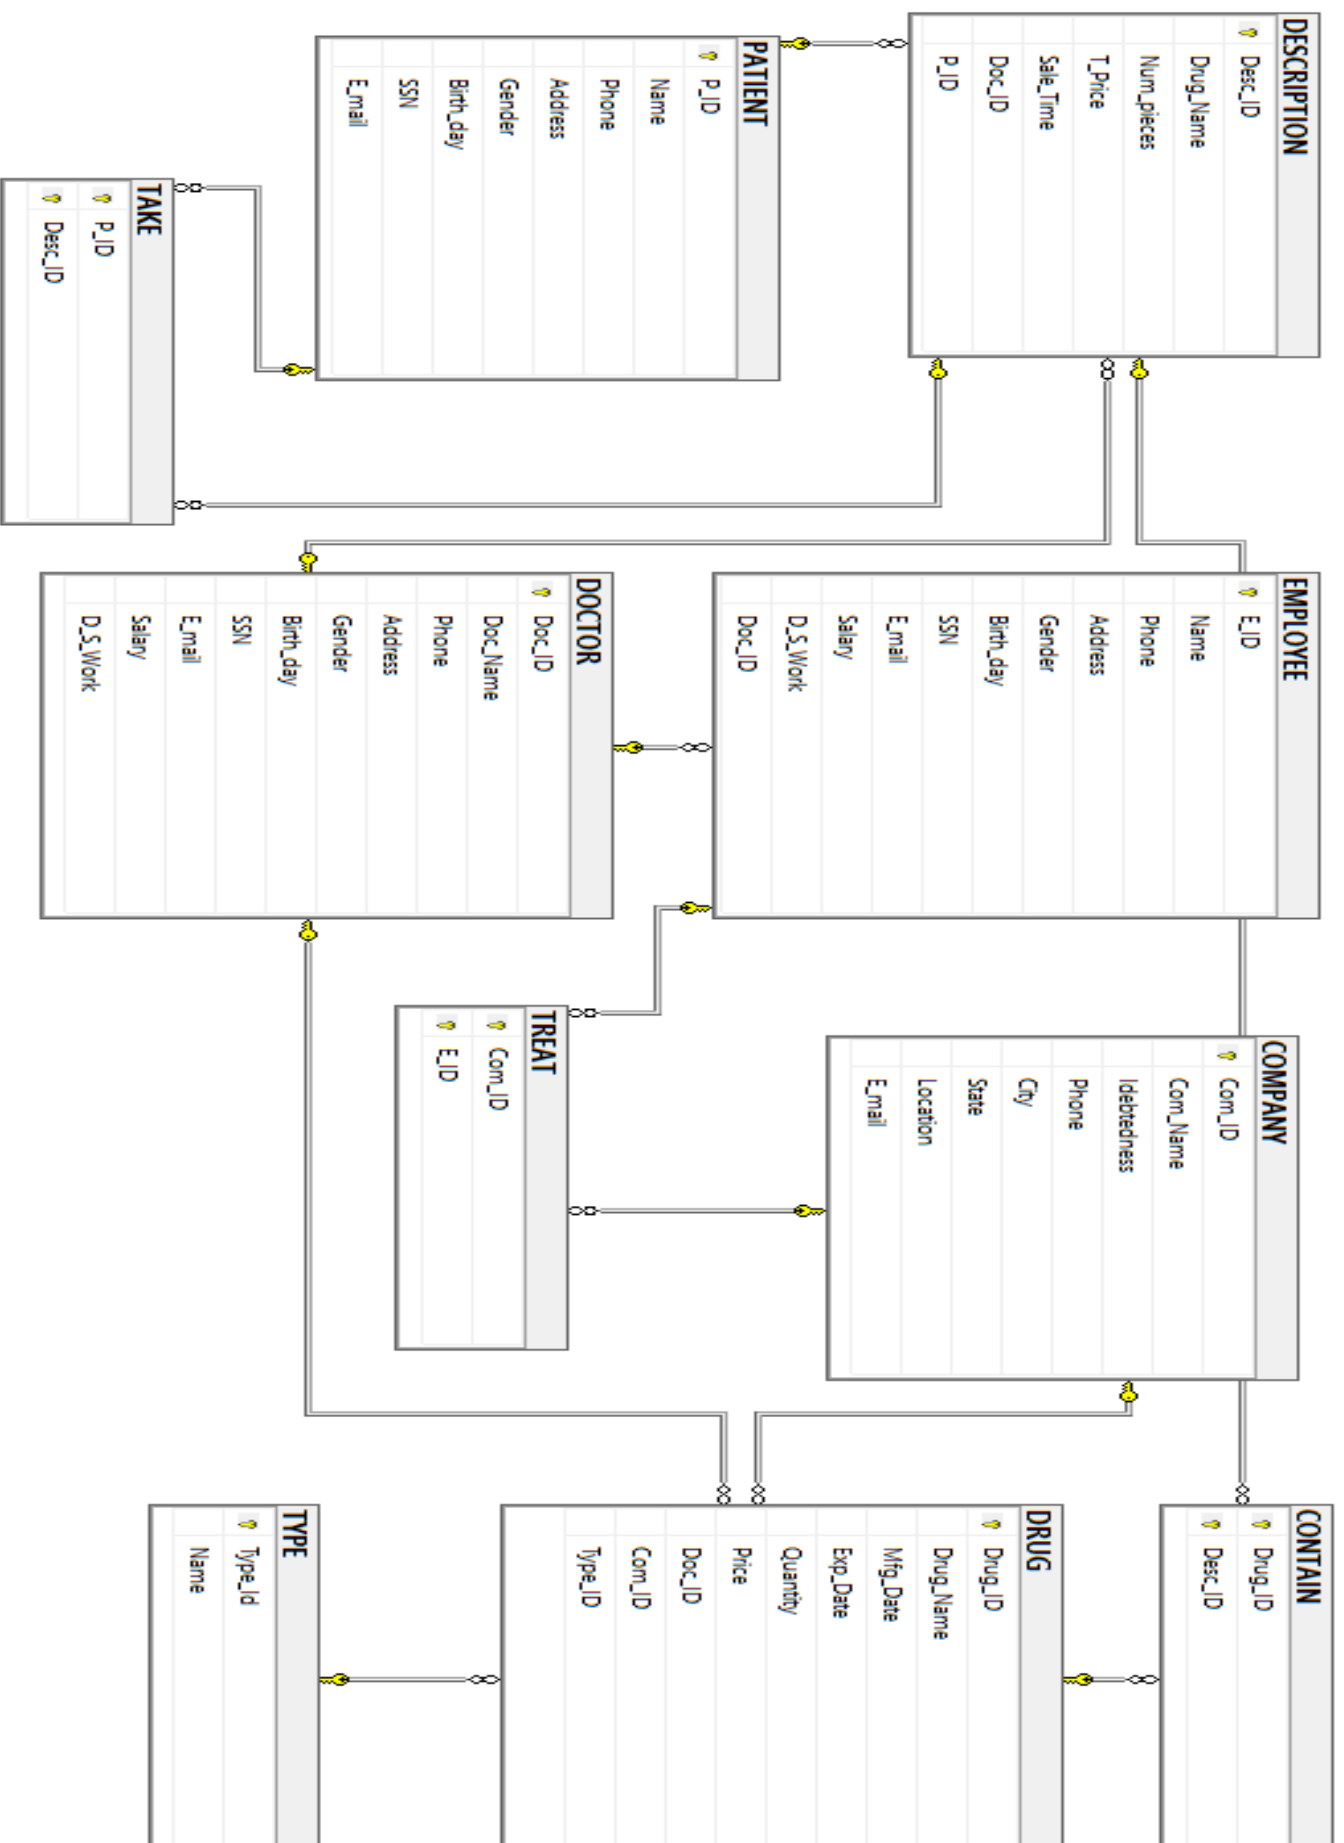 DESCRIPTION
Desc_ID
Drug_Name
Num_pieces
T_Price
Sale_Time
Doc_ID
P_ID
EMPLOYEE
E_ID
Name
Phone
Address
Gender
Birth_day
SSN
E_mail
Salary
D_S_Work
Doc_ID
COMPANY
Com_ID
Com_Name
Idebtedness
Phone
City
State
Location
E_mail
CONTAIN
Drug_ID
Desc_ID
PATIENT
P_ID
Name
Phone
Address
Gender
Birth_day
SSN
E_mail
DOCTOR
Doc_ID
Doc_Name
Phone
Address
Gender
Birth_day
SSN
E_mail
Salary
D_S_Work
TREAT
Com_ID
E_ID
DRUG
Drug_ID
Drug_Name
Mfg_Date
Exp_Date
Quantity
Price
Doc_ID
Com_ID
Type_ID
TAKE
P_ID
Desc_ID
TYPE
Type_Id
Name